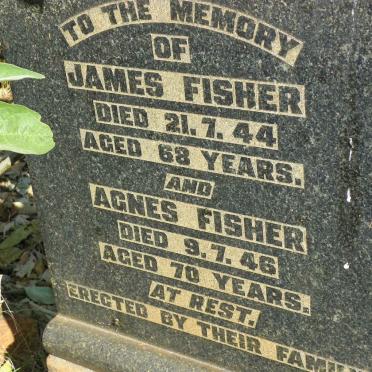 TO THE MEMORY
OF
JAMES FISHER
DIED 21.7.44
AGED 68 YEARS.
AND
AGNES FISHER
DIED 9.7.46
AGED 70 YEARS.
AT REST.
ERECTED BY THEIR FAMILY